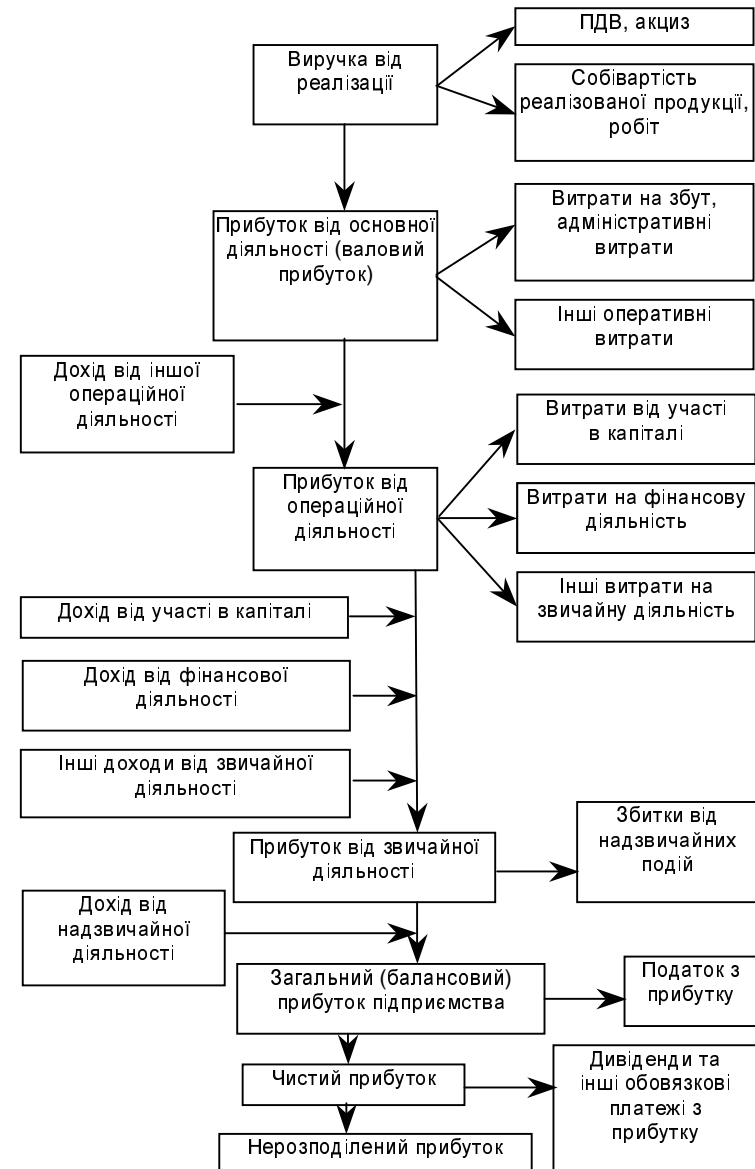 Виручка від
реалізації
ПДВ, акциз
Собівартість
реалізованої продукції,
робіт
Прибуток від основної
діяльності (валовий
прибуток)
Витрати на збут,
адміністративні
витрати
Інші оперативні
витрати
Дохід від іншої
операційної
діяльності
Прибуток від
операційної
діяльності
Витрати від участі
в капіталі
Витрати на фінансову
діяльність
Інші витрати на
звичайну діяльність
Дохід від участі в капіталі
Дохід від фінансової
діяльності
Інші доходи від звичайної
діяльності
Прибуток від звичайної
діяльності
Збитки від
надзвичайних
подій
Дохід від
надзвичайної
діяльності
Загальний (балансовий)
прибуток підприємства
Податок з
прибутку
Чистий прибуток
Дивіденди та
інші обовязкові
платежі з
прибутку
Нерозподілений прибуток